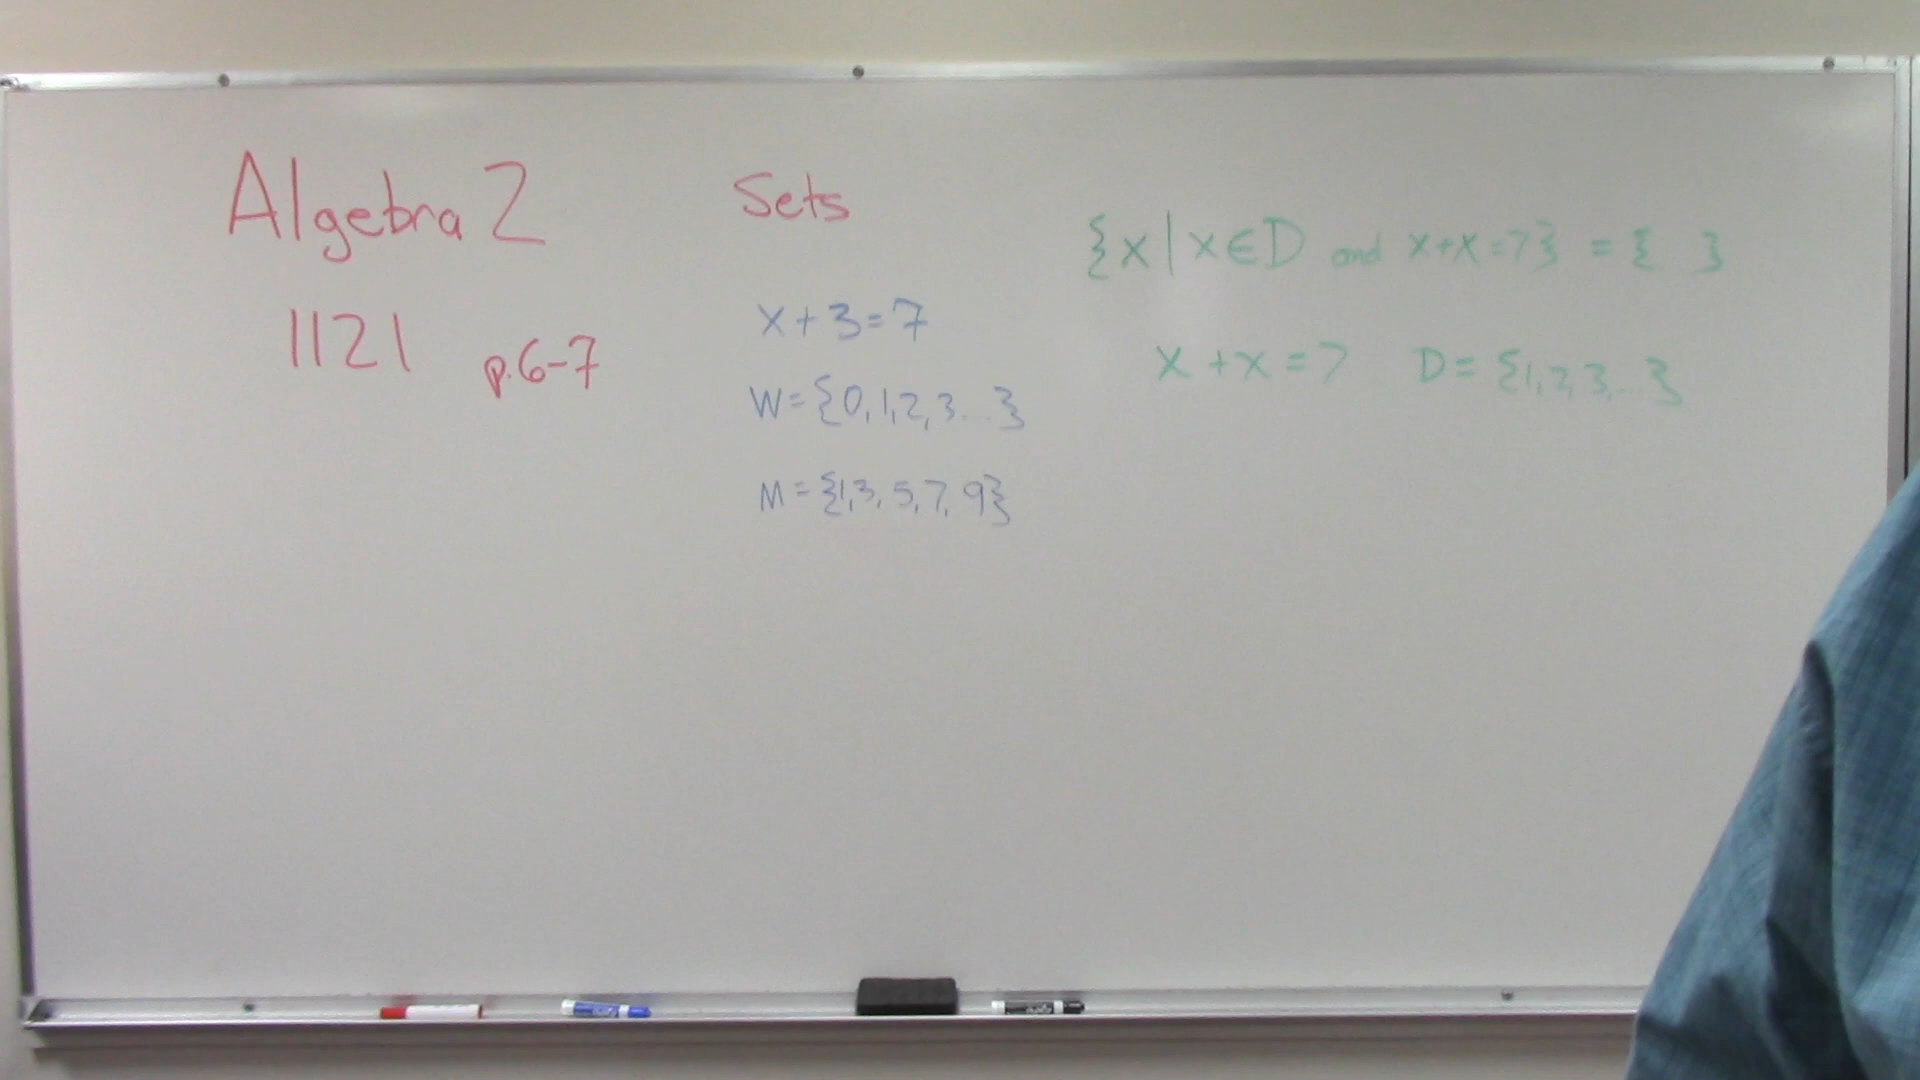 Algebra 2
1121 p.6-7
Sets
x+3=7
W={0,1,2,3...}
M={1,3,5,7,9}
{x|x∈D and x+x=7} = { }
x+x=7 D={1,2,3,...}